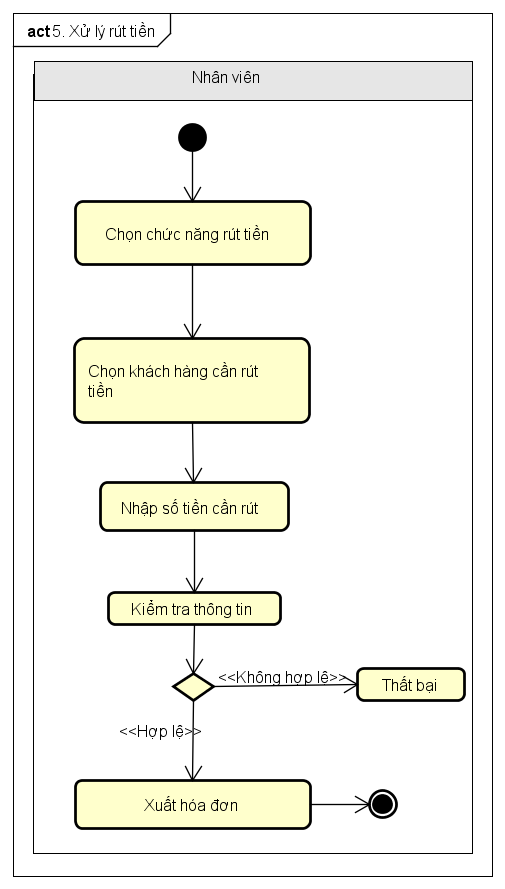 act 5. Xử lý rút tiền
Nhân viên
Chọn chức năng rút tiền
Chọn khách hàng cần rút
tiền
Nhập số tiền cần rút
Kiểm tra thông tin
<<Không hợp lệ>>
Thất bại
<<Hợp lệ>>
Xuất hóa đơn